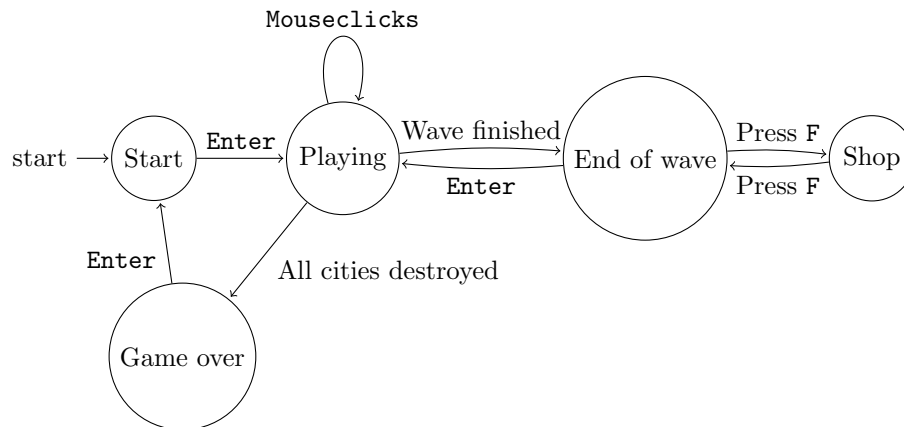 Mouseclicks
start
Start
Enter
Playing
Wave finished
Enter
End of wave
Press F
Press F
Shop
Enter
All cities destroyed
Game over